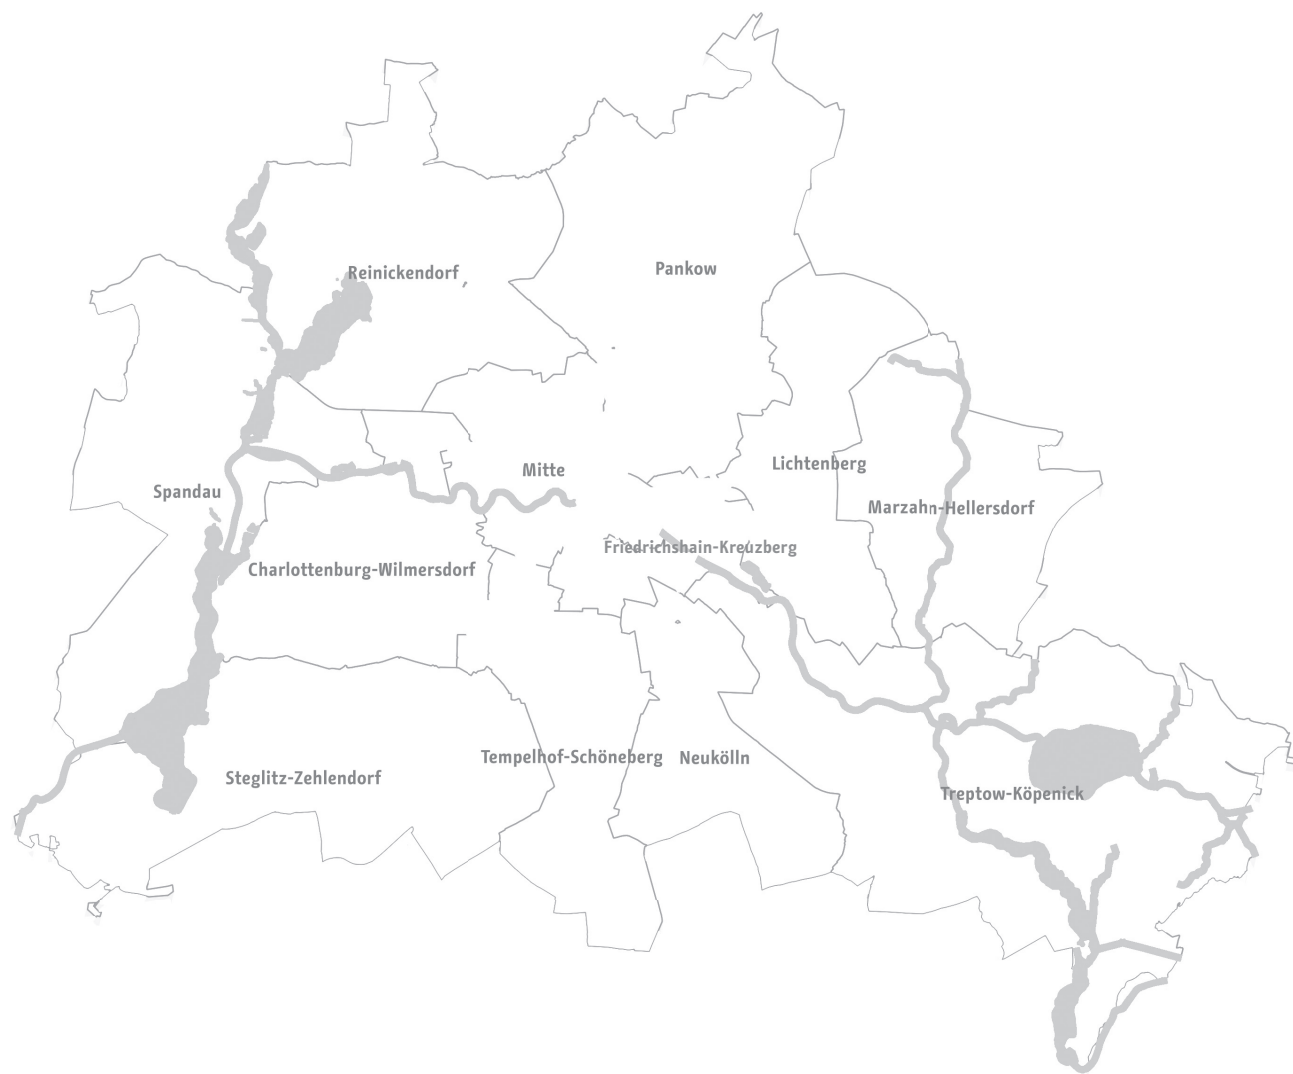 Pankow
Reinickendorf
Mitte
Lichtenberg
Spandau
Marzahn-Hellersdorf
Friedrichshain-Kreuzberg
Charlottenburg-Wilmersdorf
Tempelhof-Schöneberg
Neukölln
Steglitz-Zehlendorf
Treptow-Köpenick